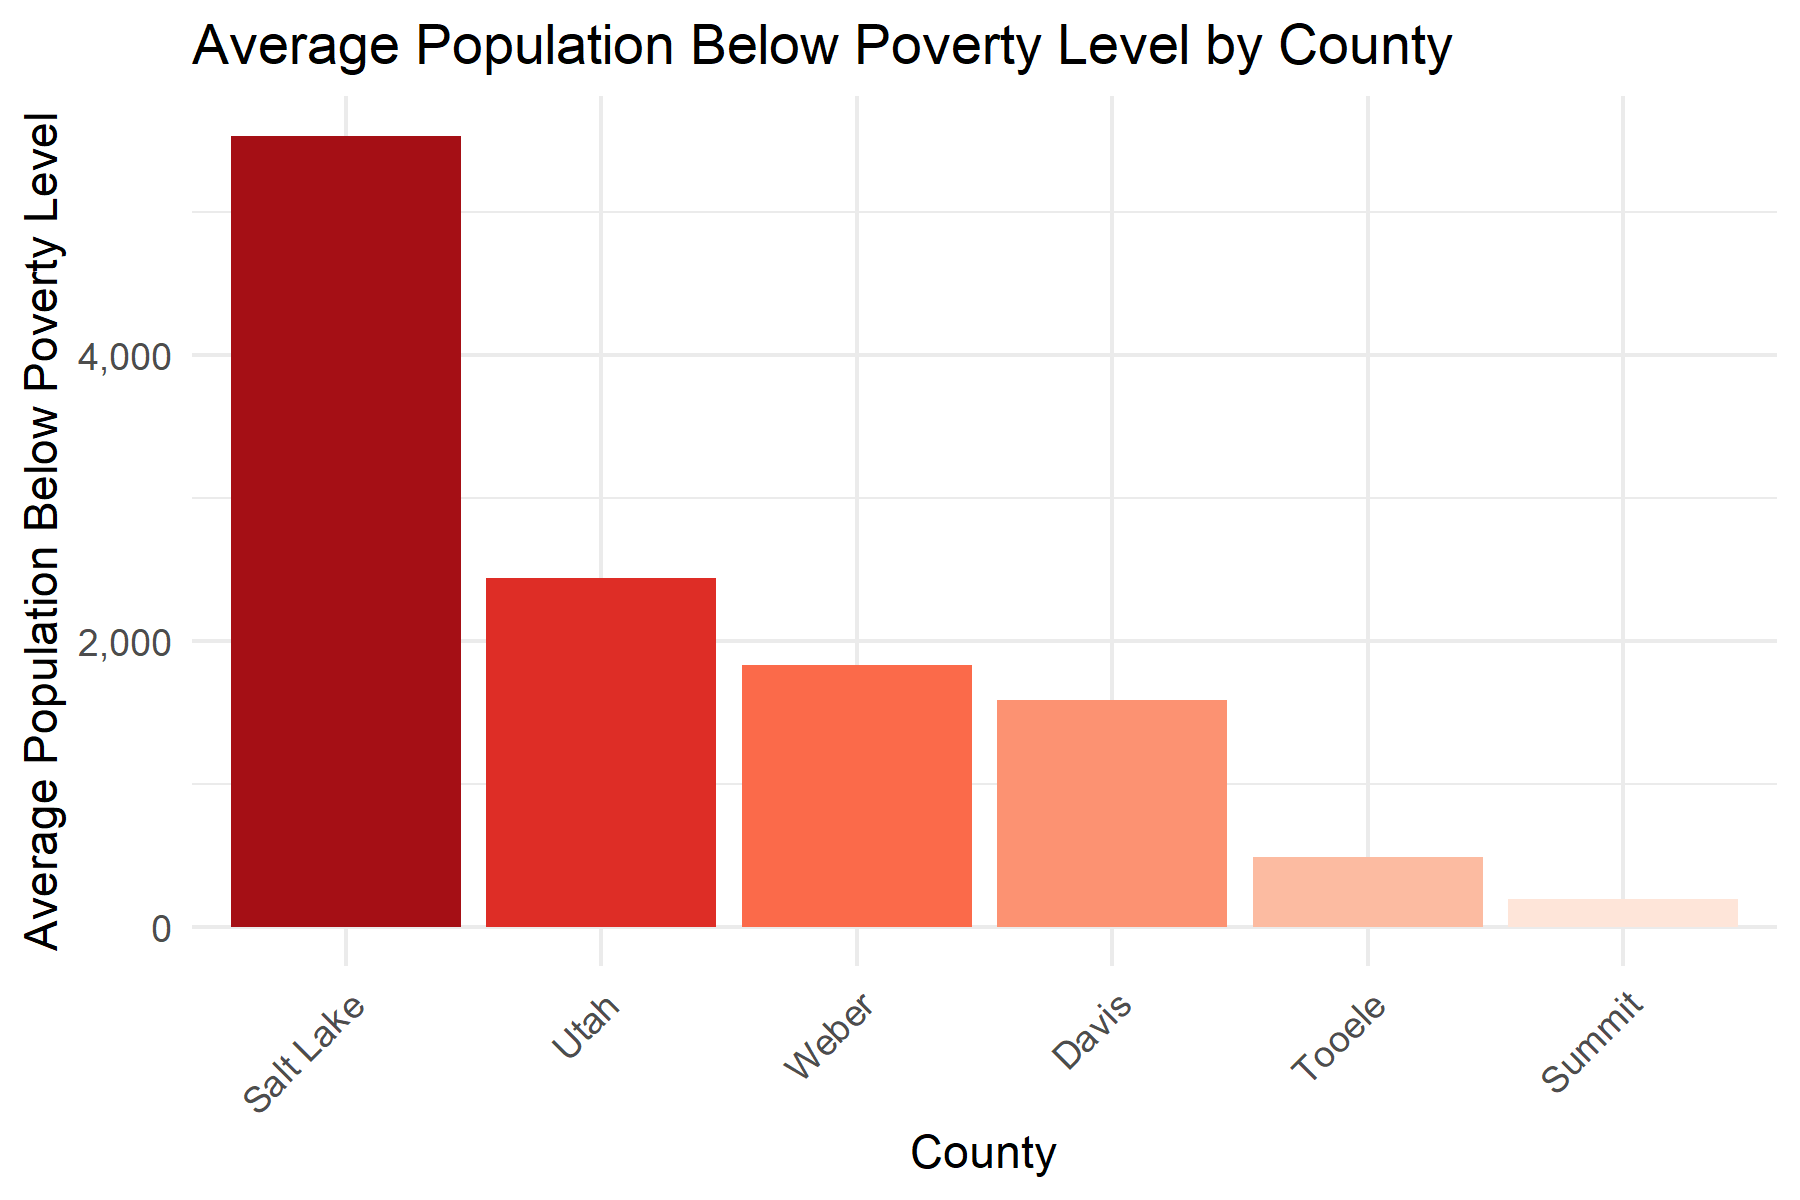 Average Population Below Poverty Level by County
Average Population Below Poverty Level
4,000
2,000
0
Salt Lake
Utah
Weber
Davis
Tooele
Summit
County